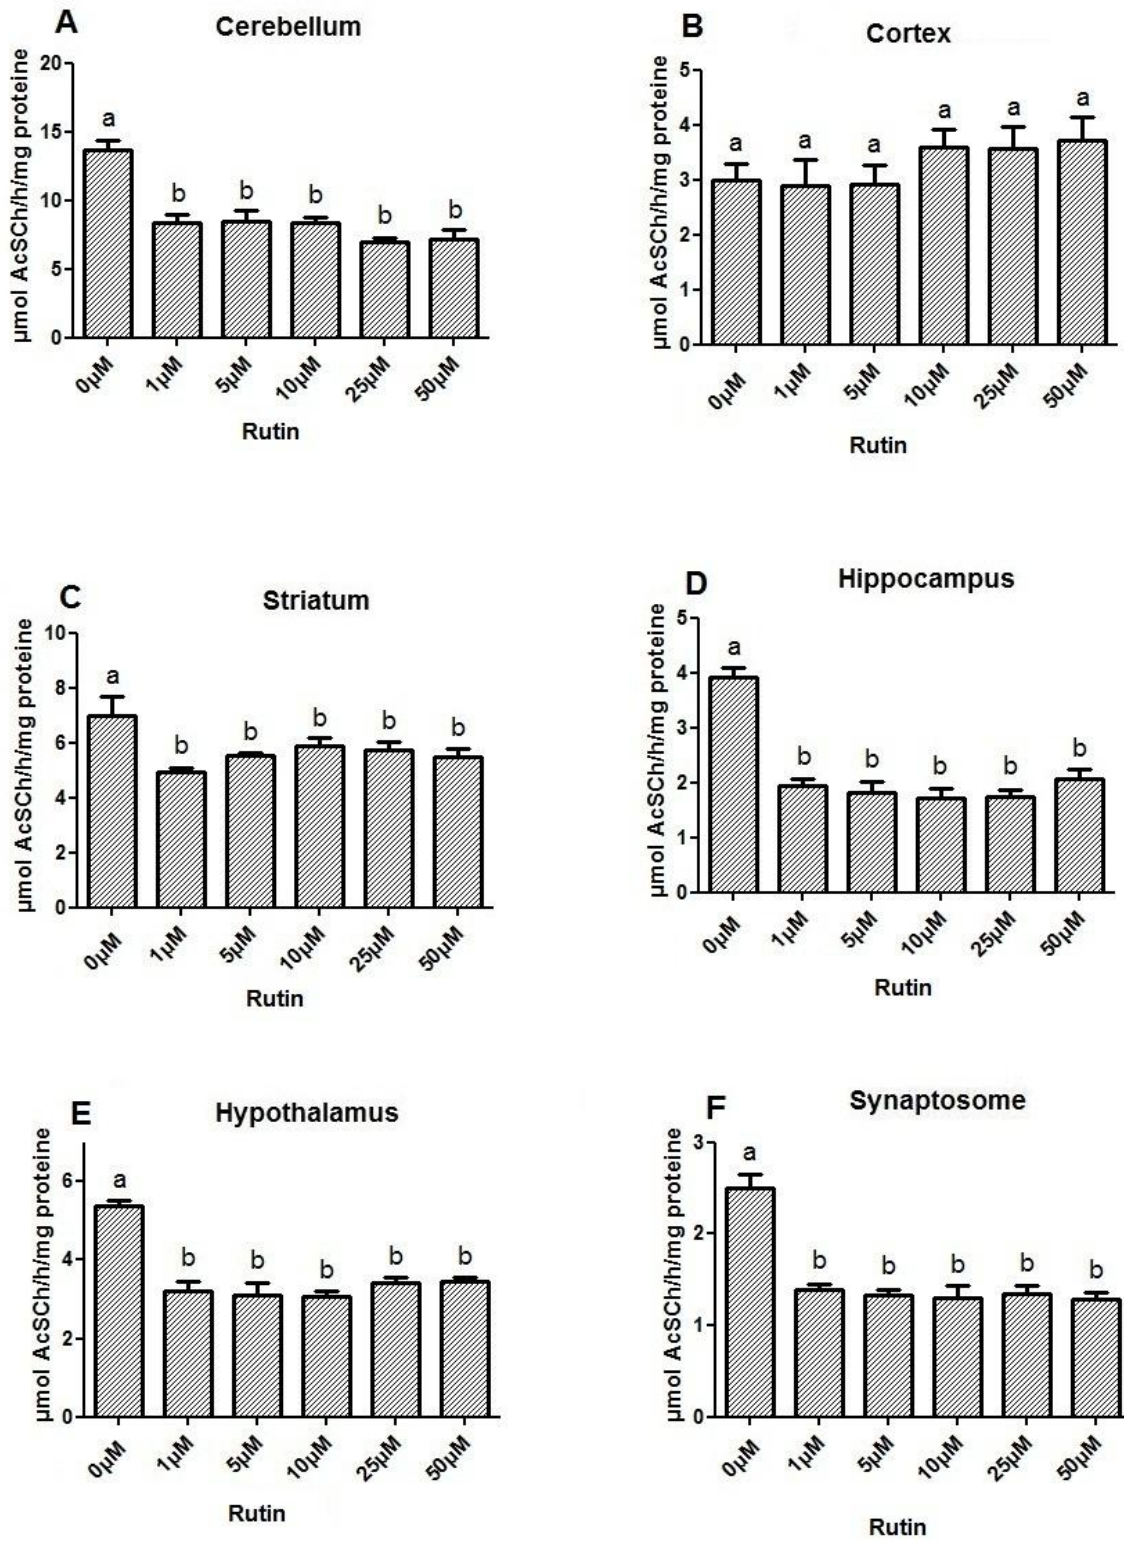 A
Cerebellum
µmol AcSCh/h/mg proteine
20
15
10
5
0
a
b
b
b
b
b
0µM
1µM
5µM
10µM
25µM
50µM
Rutin
B
Cortex
µmol AcSCh/h/mg proteine
5
4
3
2
1
0
a
a
a
a
a
a
0µM
1µM
5µM
10µM
25µM
50µM
Rutin
C
Striatum
µmol AcSCh/h/mg proteine
10
8
6
4
2
0
a
b
b
b
b
b
0µM
1µM
5µM
10µM
25µM
50µM
Rutin
D
Hippocampus
µmol AcSCh/h/mg proteine
5
4
3
2
1
0
a
b
b
b
b
b
0µM
1µM
5µM
10µM
25µM
50µM
Rutin
E
Hypothalamus
µmol AcSCh/h/mg proteine
6
4
2
0
a
b
b
b
b
b
0µM
1µM
5µM
10µM
25µM
50µM
Rutin
F
Synaptosome
µmol AcSCh/h/mg proteine
3
2
1
0
a
b
b
b
b
b
0µM
1µM
5µM
10µM
25µM
50µM
Rutin